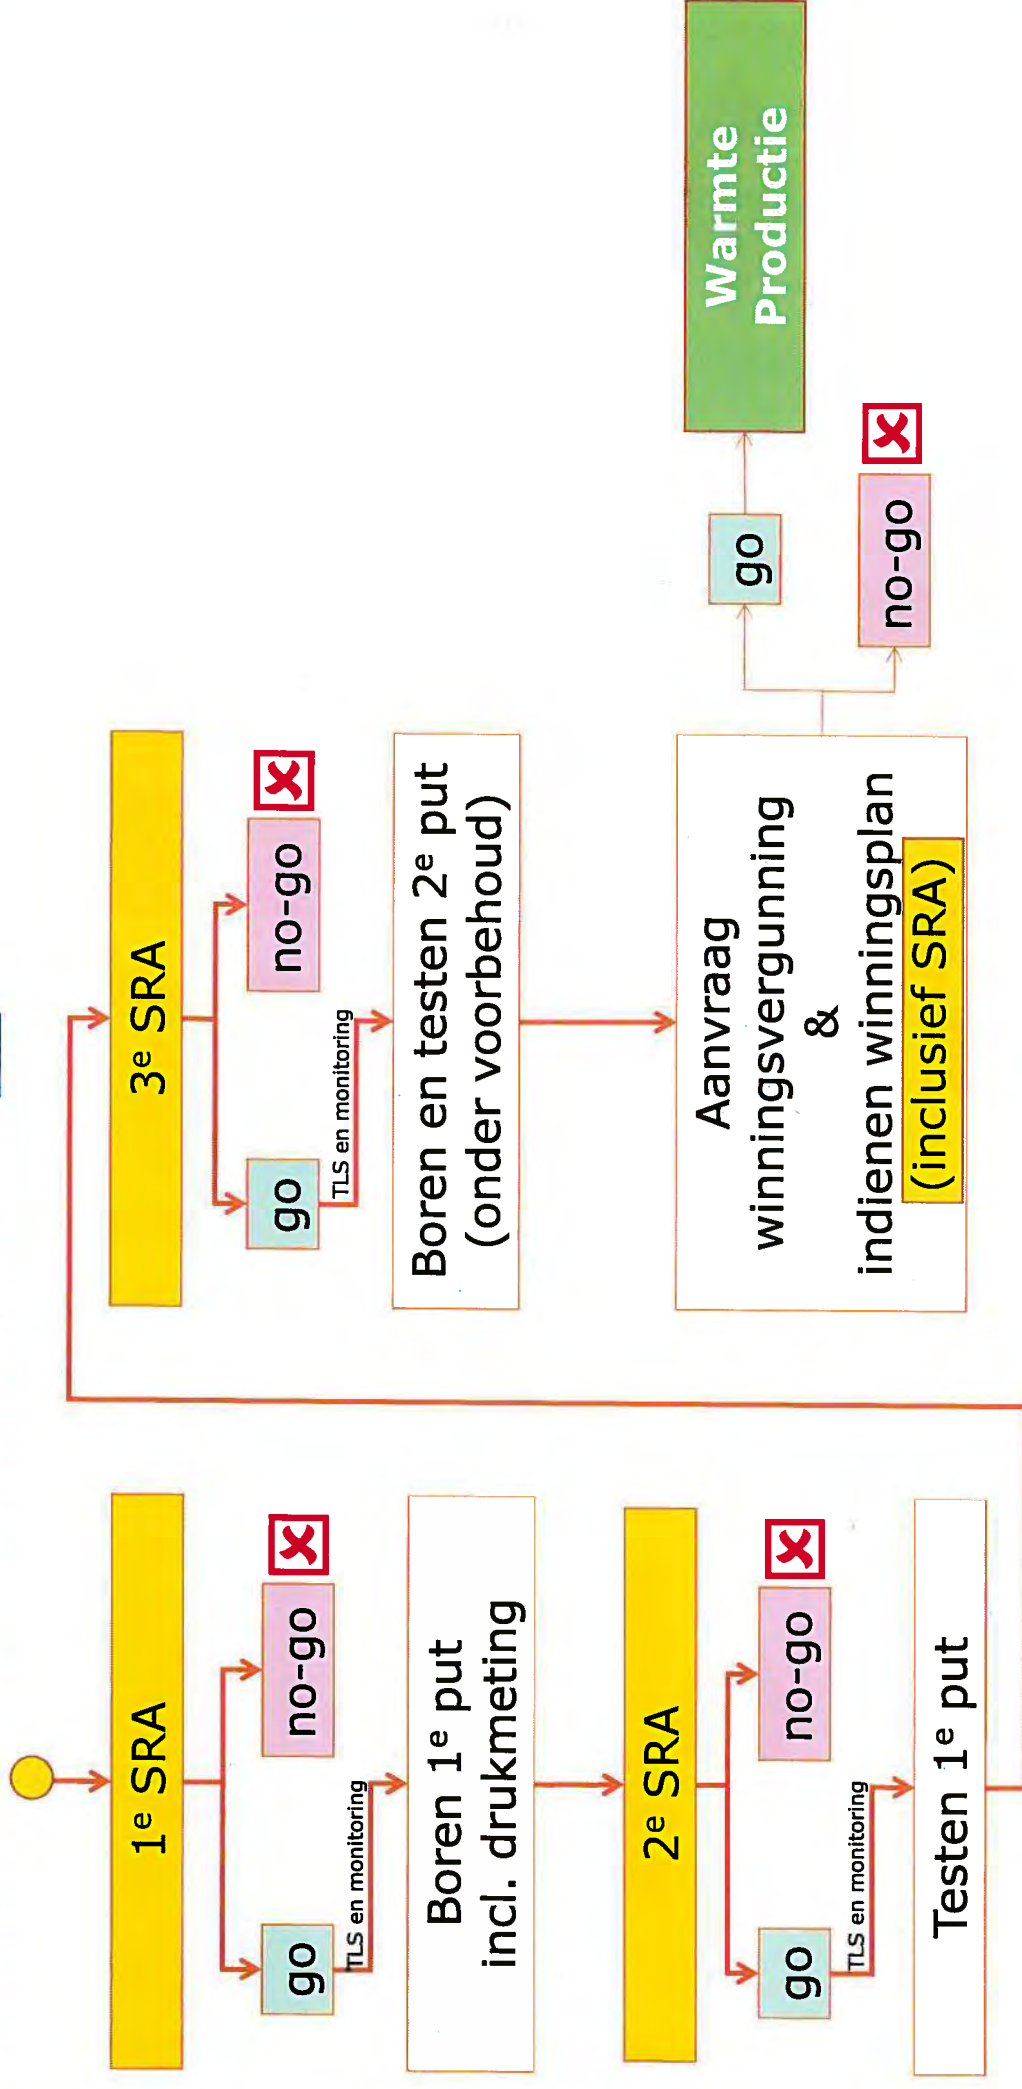 1e SRA
go
no-go
TLS en monitoring
Boren 1e put
incl. drukmeting
2e SRA
go
no-go
TLS en monitoring
Testen 1e put
3e SRA
go
no-go
TLS en monitoring
Boren en testen 2e put
(onder voorbehoud)
Aanvraag
winningsvergunning
&
indienen winningsplan
(inclusief SRA)
go
no-go
Warmte
Productie